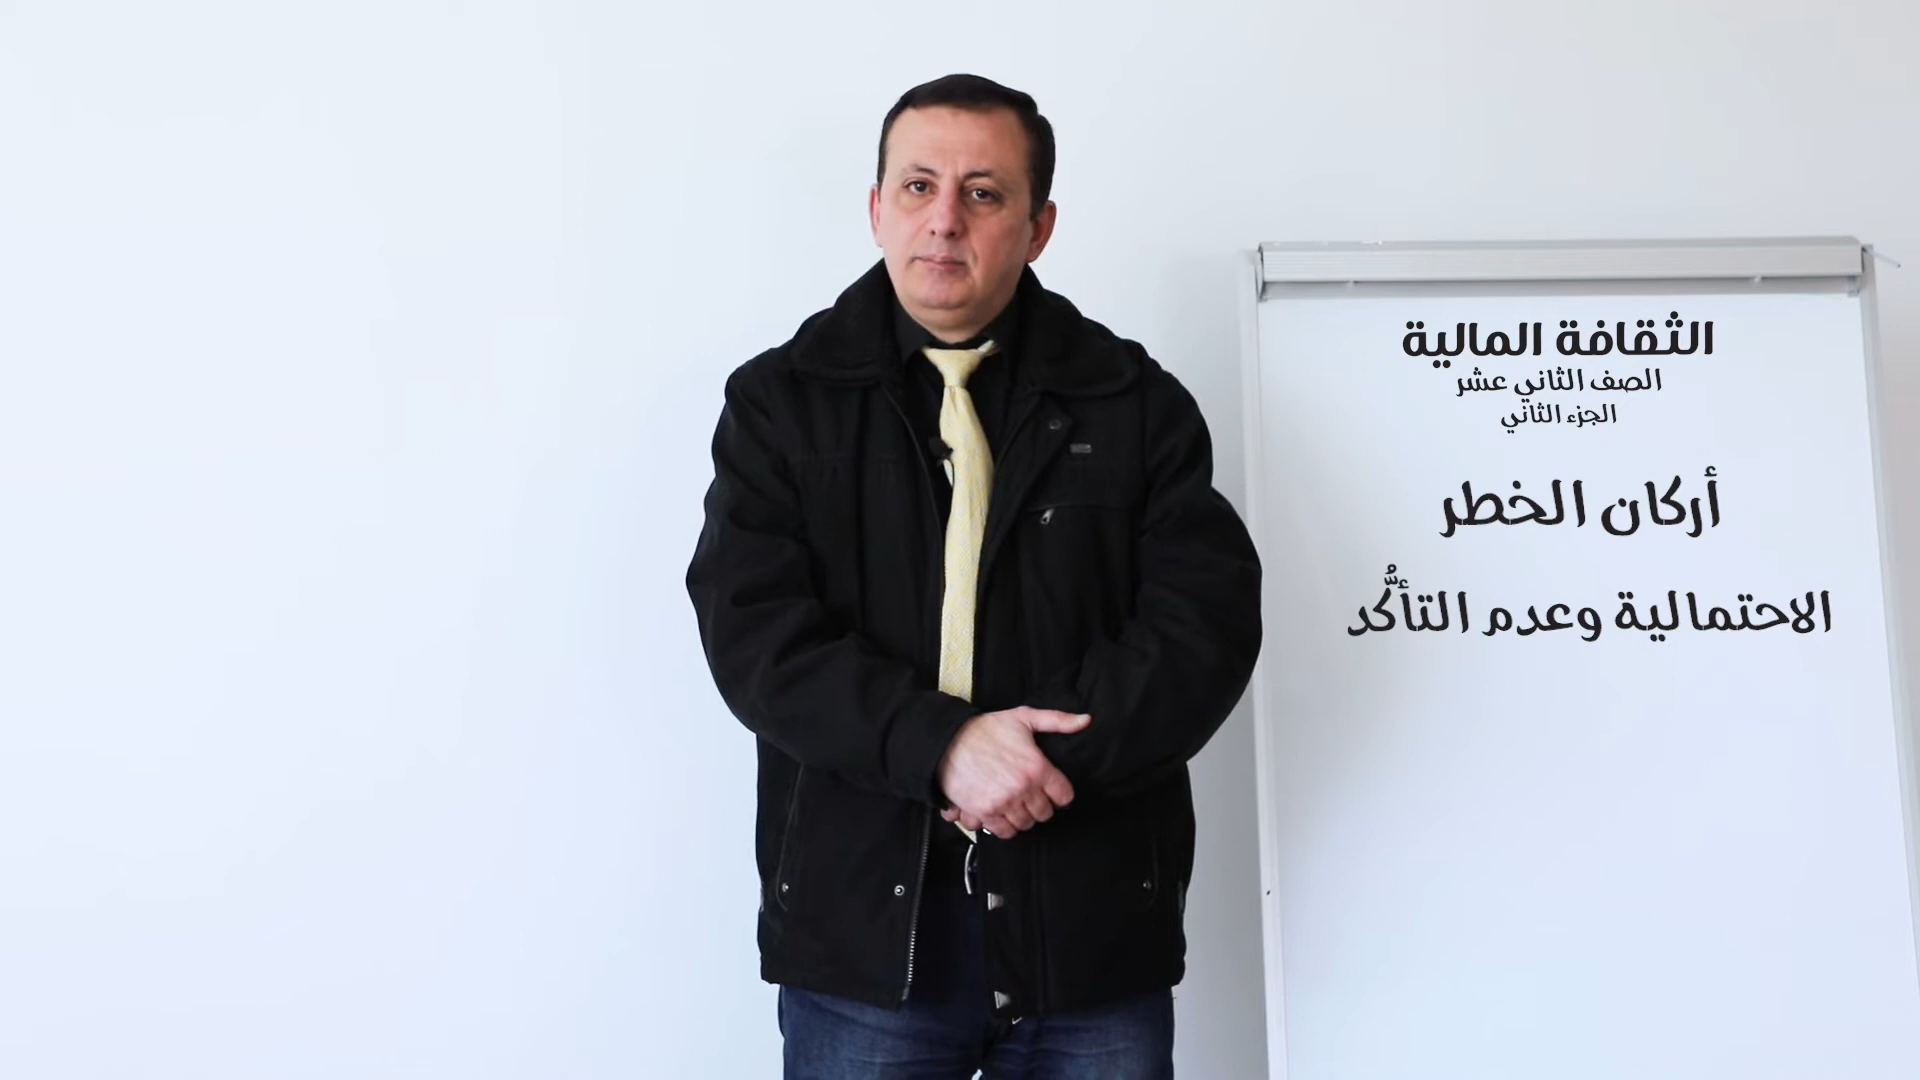 الثقافة المالية
الصف الثاني عشر
الجزء الثاني
أركان الخطر
الاحتمالية وعدم التأكُّد